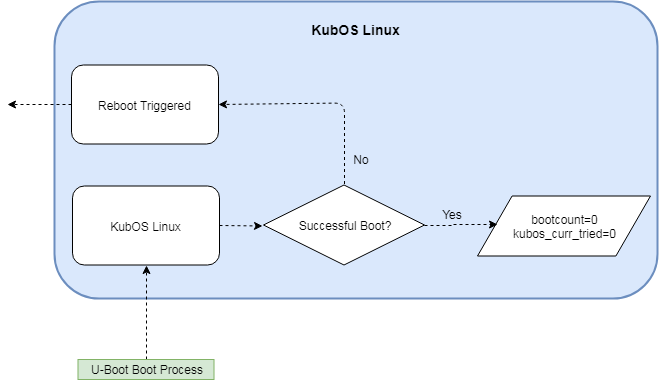 KubOS Linux
Reboot Triggered
No
KubOS Linux
Successful Boot?
Yes
bootcount=0
kubos_curr_tried=0
U-Boot Boot Process